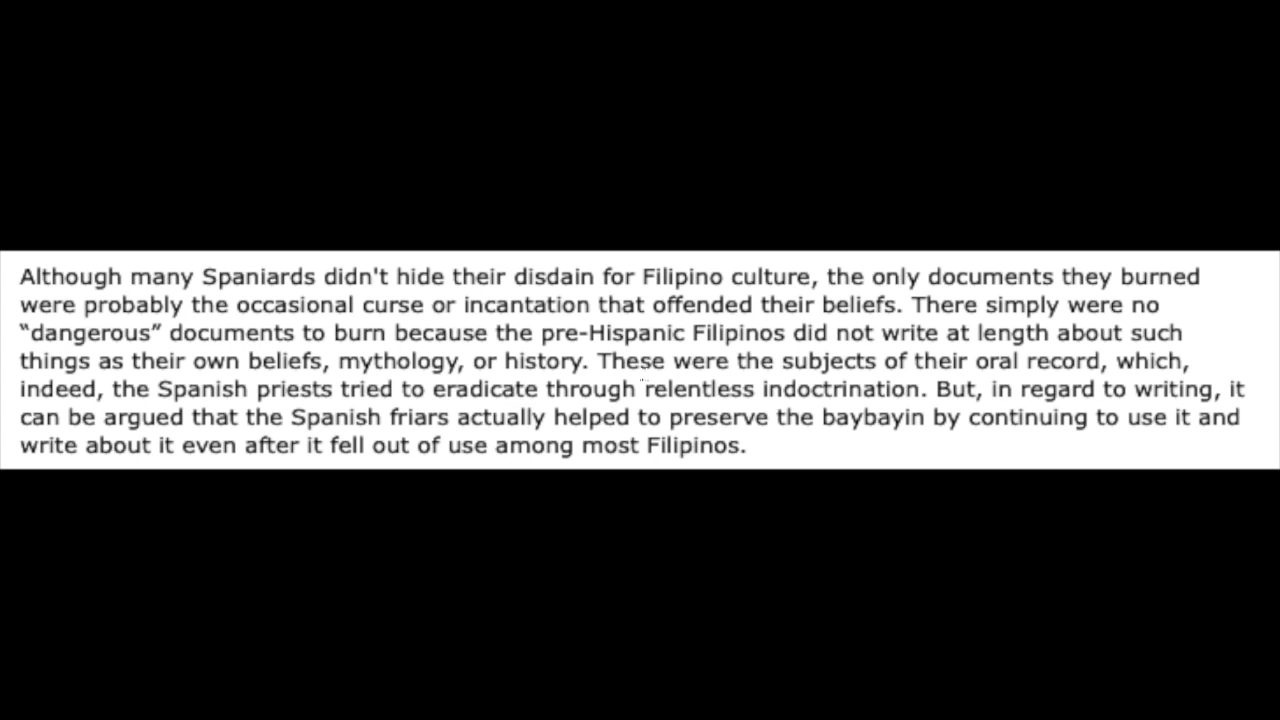 Although many Spaniards didn't hide their disdain for Filipino culture, the only documents they burned
were probably the occasional curse or incantation that offended their beliefs. There simply were no
“dangerous” documents to burn because the pre-Hispanic Filipinos did not write at length about such
things as their own beliefs, mythology, or history. These were the subjects of their oral record, which,
indeed, the Spanish priests tried to eradicate through relentless indoctrination. But, in regard to writing, it
can be argued that the Spanish friars actually helped to preserve the baybayin by continuing to use it and
write about it even after it fell out of use among most Filipinos.